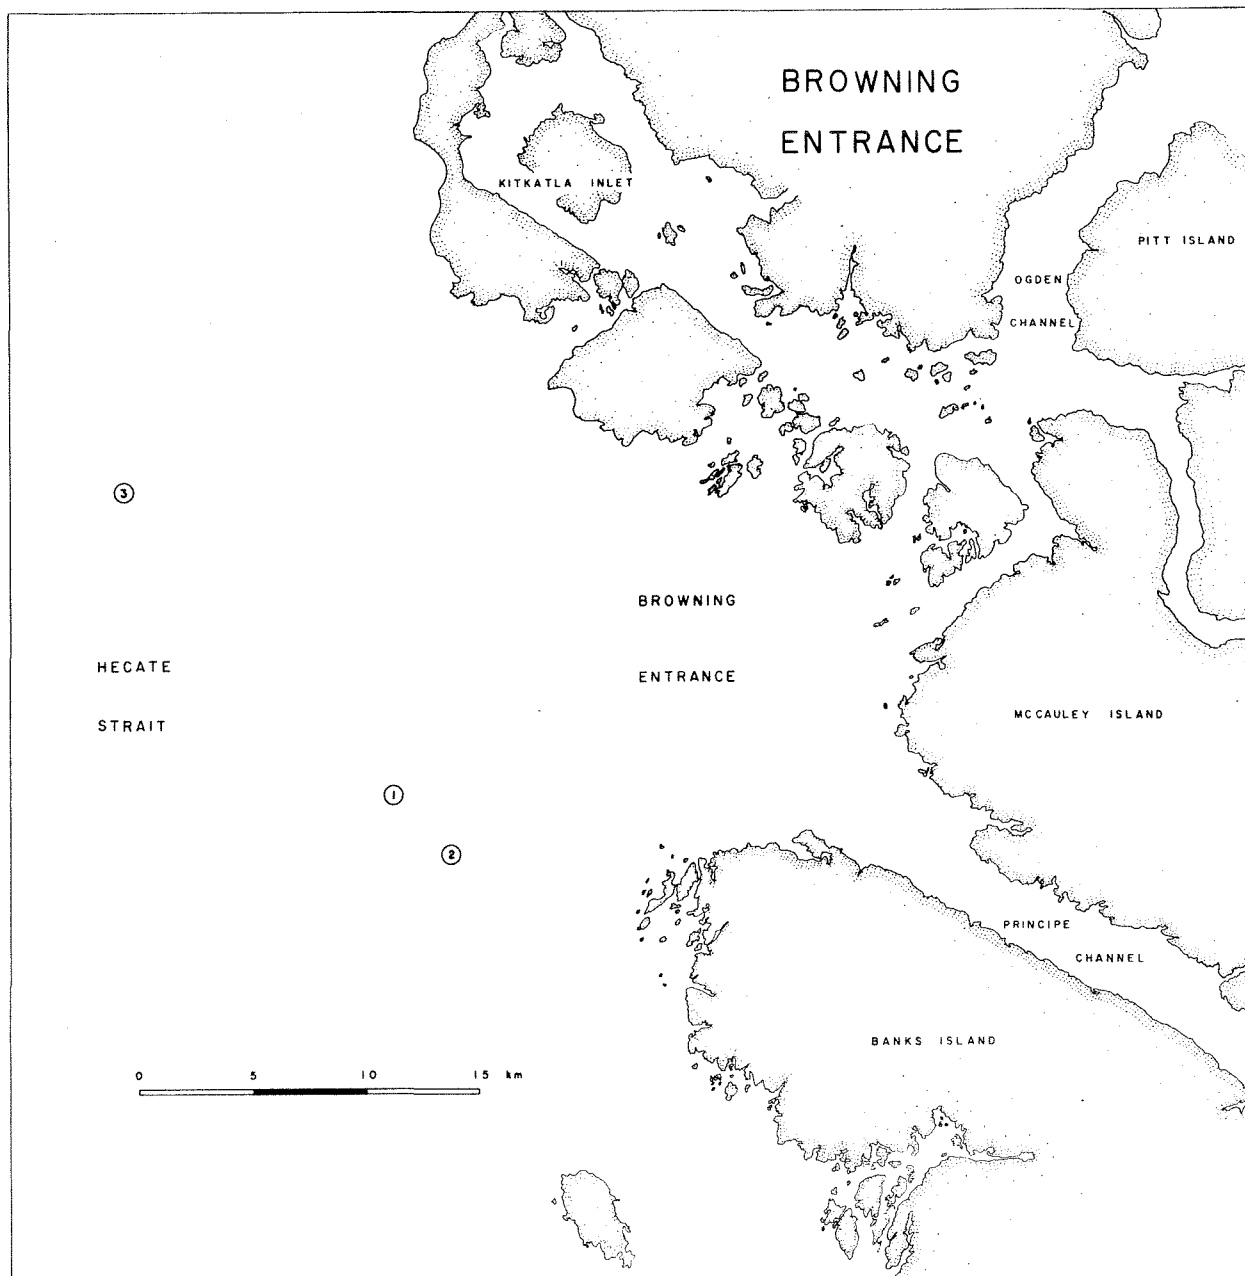 BROWNING
ENTRANCE
KITKATLA INLET
PITT ISLAND
OGDEN
CHANNEL
3
BROWNING
HECATE
ENTRANCE
STRAIT
MCCAULEY ISLAND
1
2
PRINCIPE
CHANNEL
BANKS ISLAND
0 5 10 15 km